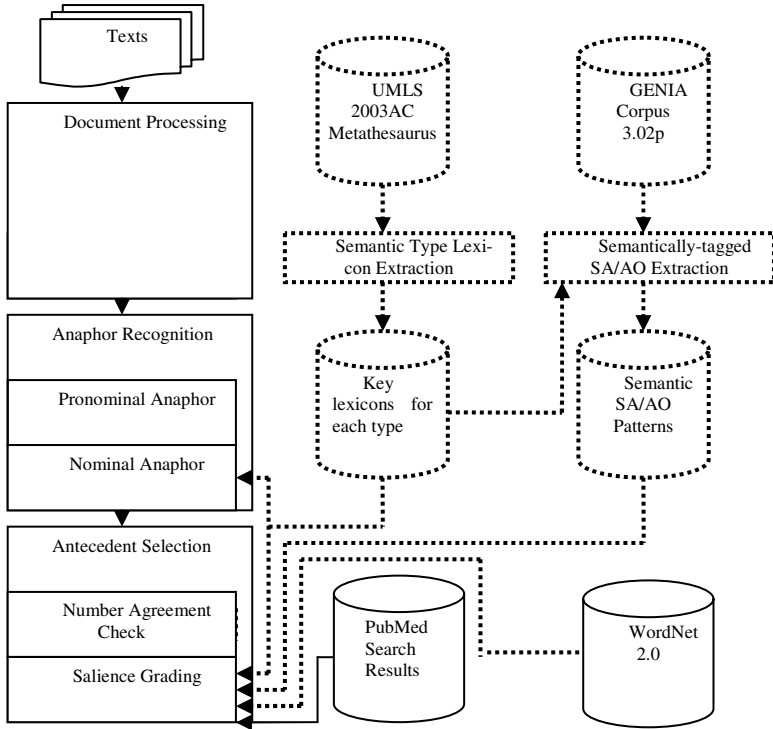 Texts
Document Processing
UMLS
2003AC
Metathesaurus
GENIA
Corpus
3.02p
Semantic Type Lexi-
con Extraction
Semantically-tagged
SA/AO Extraction
Anaphor Recognition
Pronominal Anaphor
Nominal Anaphor
Key
lexicons for
each type
Semantic
SA/AO
Patterns
Antecedent Selection
Number Agreement
Check
Salience Grading
PubMed
Search
Results
WordNet
2.0